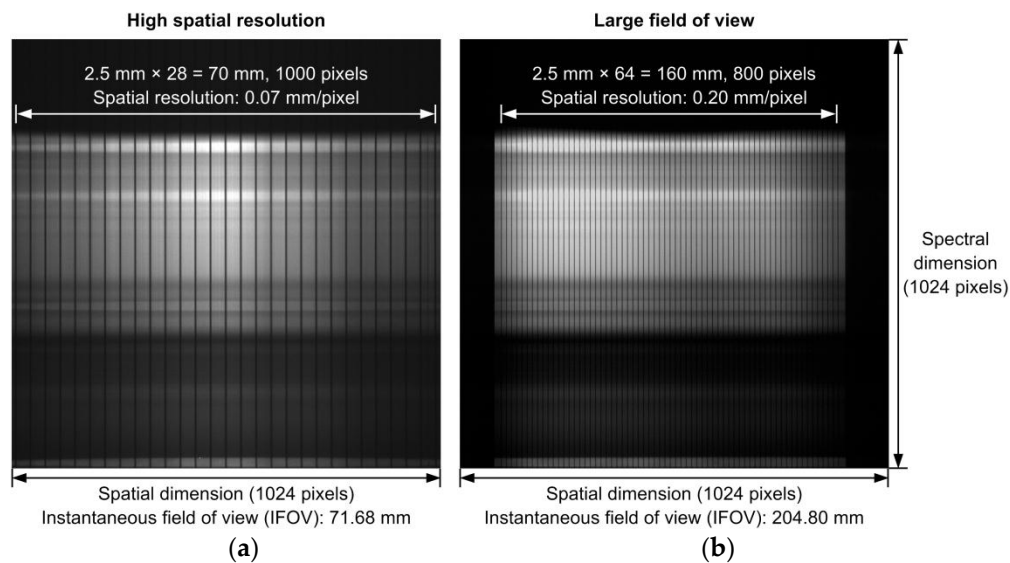 High spatial resolution
2.5 mm × 28 = 70 mm, 1000 pixels
Spatial resolution: 0.07 mm/pixel
Spatial dimension (1024 pixels)
Instantaneous field of view (IFOV): 71.68 mm
(a)
Large field of view
2.5 mm × 64 = 160 mm, 800 pixels
Spatial resolution: 0.20 mm/pixel
Spatial dimension (1024 pixels)
Instantaneous field of view (IFOV): 204.80 mm
(b)
Spectral
dimension
(1024 pixels)